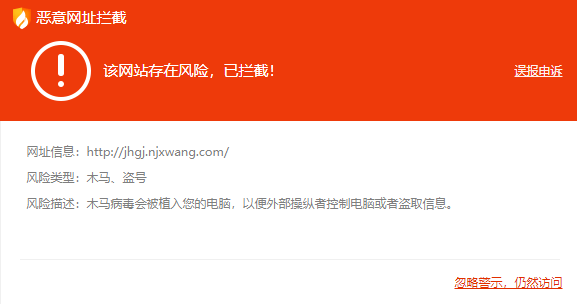 恶意网址拦截
该网站存在风险，已拦截！
误报申诉
网址信息：http://jhgj.njxwang.com/
风险类型：木马、盗号
风险描述：木马病毒会被植入您的电脑，以便外部操纵者控制电脑或者盗取信息。
忽略警示，仍然访问